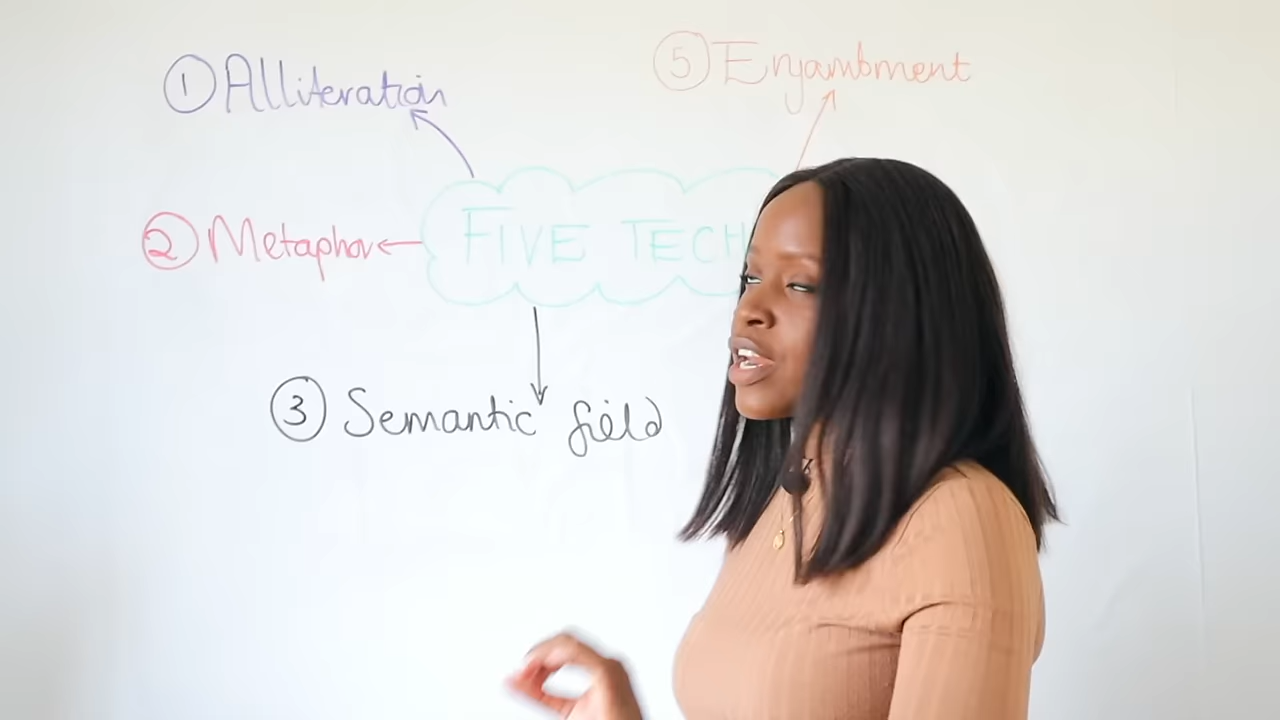 ① Alliteration
⑤ Enjambment
FIVE TECH
② Metaphor
③ Semantic field